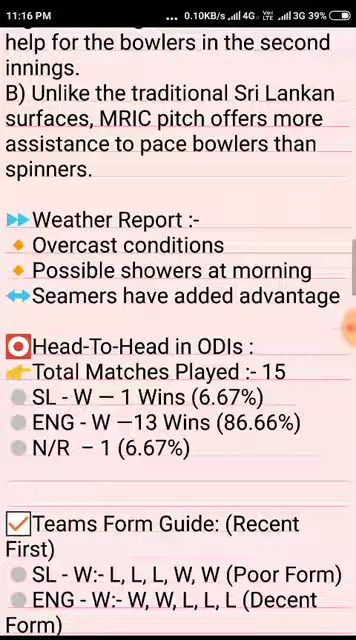 11:16 PM ... 0.10KB/s 4G VoLTE 3G 39%
help for the bowlers in the second
innings.
B) Unlike the traditional Sri Lankan
surfaces, MRIC pitch offers more
assistance to pace bowlers than
spinners.
Weather Report :-
Overcast conditions
Possible showers at morning
Seamers have added advantage
Head-To-Head in ODIs :
Total Matches Played :- 15
SL - W — 1 Wins (6.67%)
ENG - W —13 Wins (86.66%)
N/R – 1 (6.67%)
Teams Form Guide: (Recent
First)
SL - W:- L, L, L, W, W (Poor Form)
ENG - W:- W, W, L, L, L (Decent
Form)